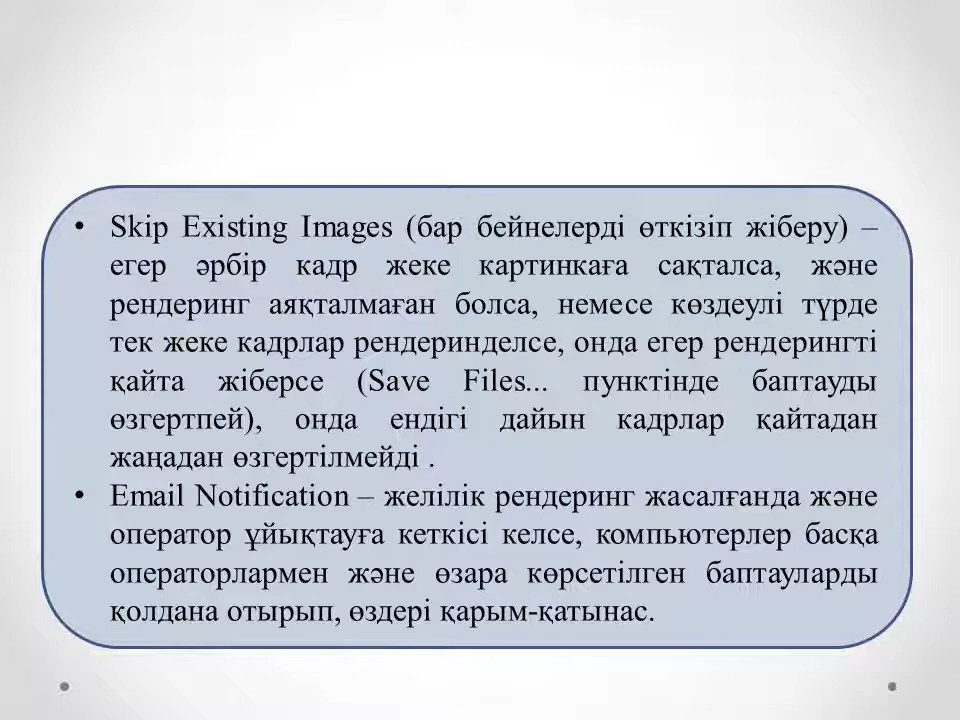 • Skip Existing Images (бар бейнелерді өткізіп жіберу) –
егер әрбір кадр жеке картинкаға сақталса, және
рендеринг аяқталмаған болса, немесе көздеулі түрде
тек жеке кадрлар рендеринделсе, онда егер рендерингті
қайта жіберсе (Save Files... пунктінде баптауды
өзгертпей), онда ендігі дайын кадрлар қайтадан
жаңадан өзгертілмейді .
• Email Notification – желілік рендеринг жасалғанда және
оператор ұйықтауға кеткісі келсе, компьютерлер басқа
операторлармен және өзара көрсетілген баптауларды
қолдана отырып, өздері қарым-қатынас.